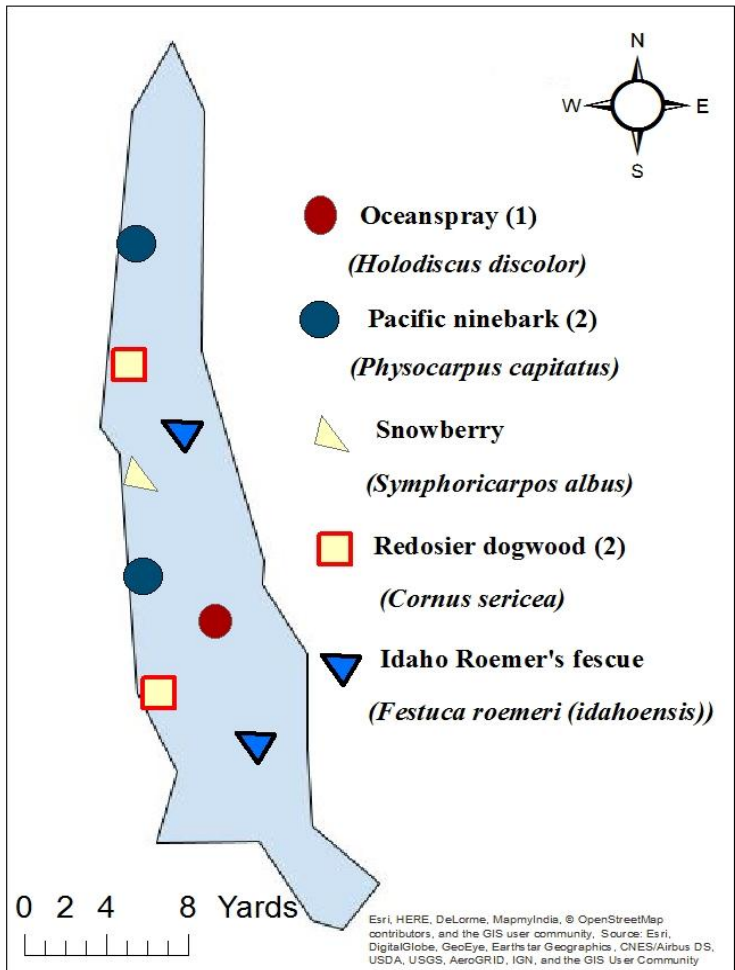 N
W E
S
Oceanspray (1)
(Holodiscus discolor)
Pacific ninebark (2)
(Physocarpus capitatus)
Snowberry
(Symphoricarpos albus)
Redosier dogwood (2)
(Cornus sericea)
Idaho Roemer's fescue
(Festuca roemeri (idahoensis))
0 2 4 8 Yards
Esri, HERE, DeLorme, MapmyIndia, © OpenStreetMap
contributors, and the GIS user community, Source: Esri,
DigitalGlobe, GeoEye, Earthstar Geographics, CNES/Airbus DS,
USDA, USGS, AeroGRID, IGN, and the GIS User Community